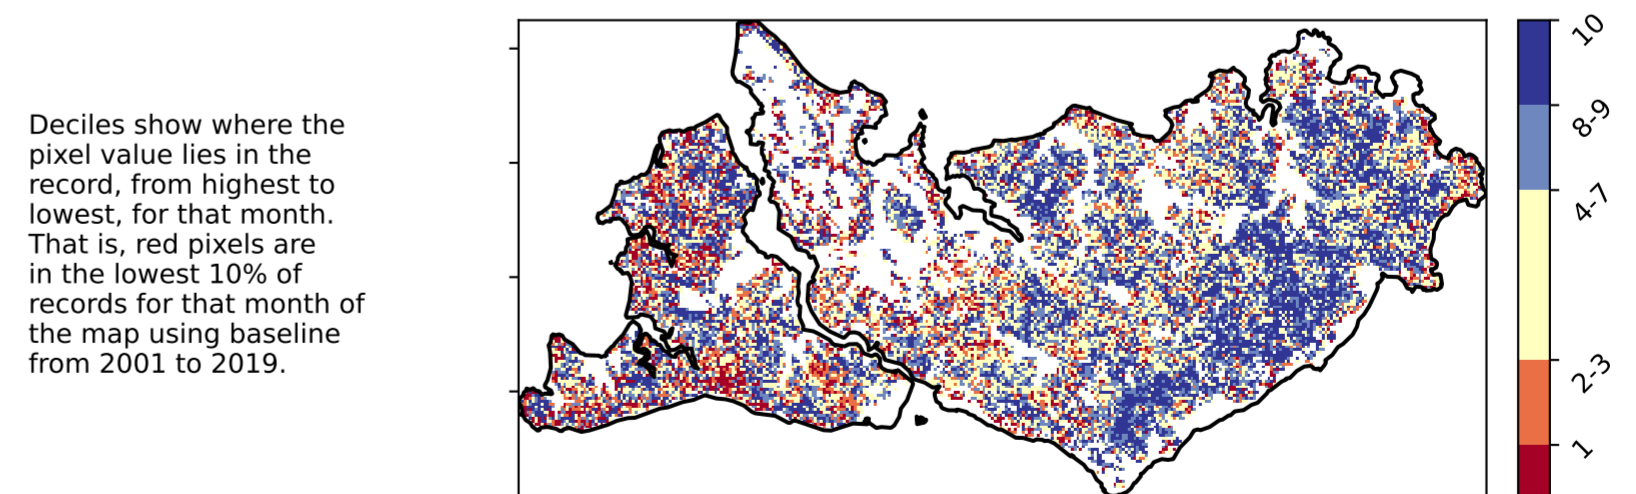 Deciles show where the
pixel value lies in the
record, from highest to
lowest, for that month.
That is, red pixels are
in the lowest 10% of
records for that month of
the map using baseline
from 2001 to 2019.
10
8-9
4-7
2-3
1